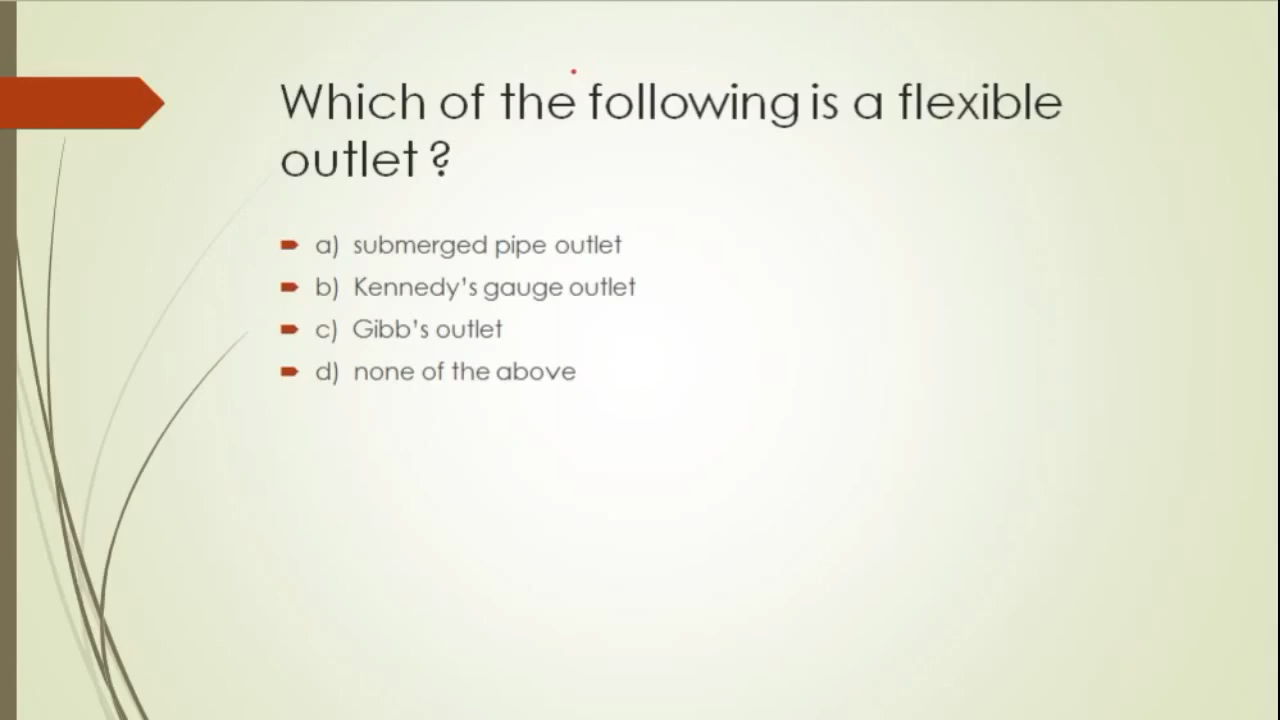 Which of the following is a flexible
outlet ?
a) submerged pipe outlet
b) Kennedy's gauge outlet
c) Gibb's outlet
d) none of the above